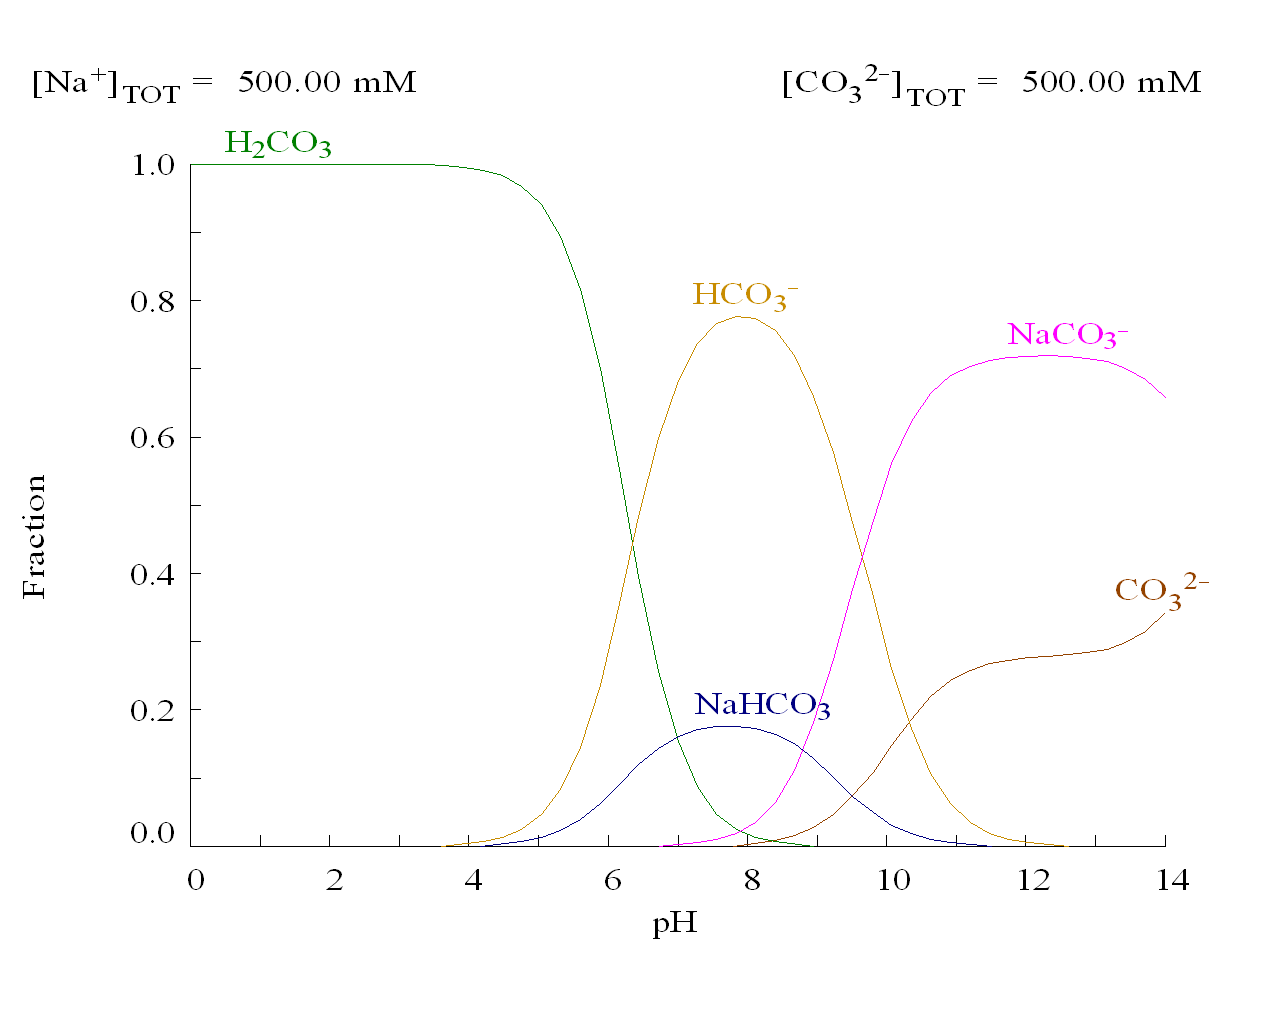 [Na⁺]TOT = 500.00 mM
[CO₃²⁻]TOT = 500.00 mM
H₂CO₃
1.0
HCO₃⁻
0.8
NaCO₃⁻
0.6
Fraction
0.4
CO₃²⁻
0.2
NaHCO₃
0.0
0 2 4 6 8 10 12 14
pH